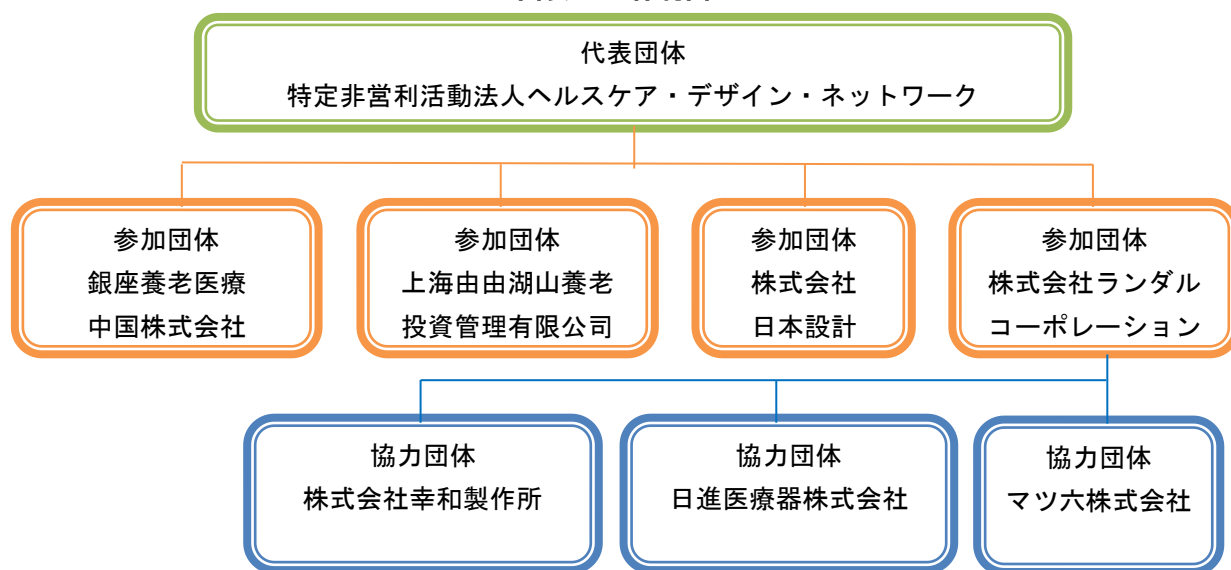 代表団体
特定非営利活動法人ヘルスケア・デザイン・ネットワーク
参加団体
銀座養老医療
中国株式会社
参加団体
上海由由湖山養老
投資管理有限公司
参加団体
株式会社
日本設計
参加団体
株式会社ランダル
コーポレーション
協力団体
株式会社幸和製作所
協力団体
日進医療器株式会社
協力団体
マツ六株式会社